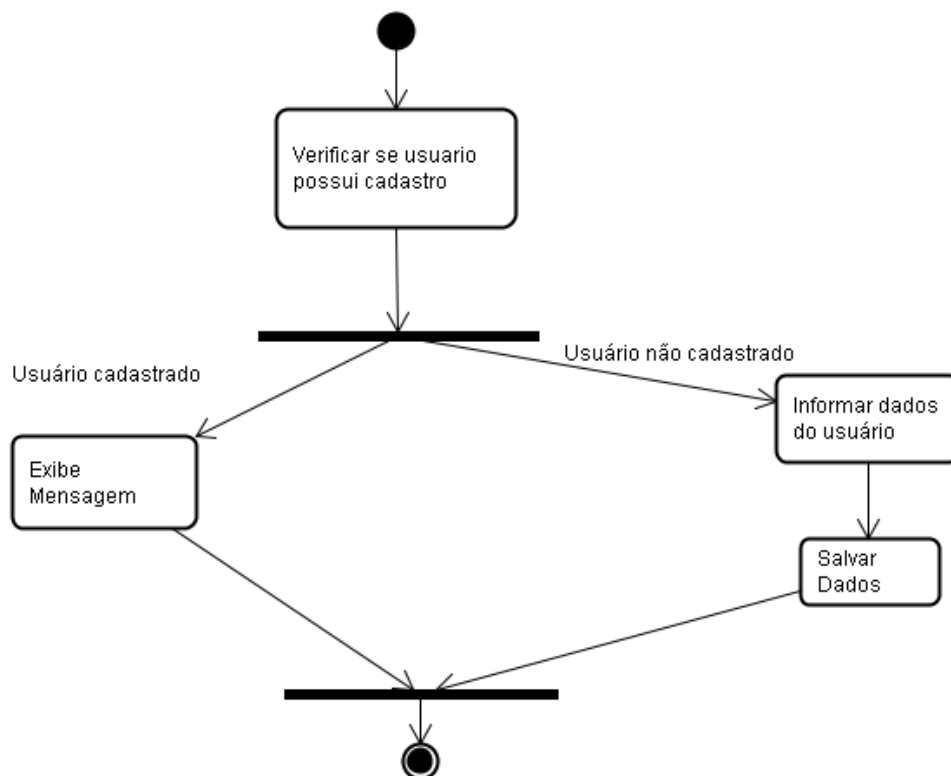 Verificar se usuario
possui cadastro
Usuário não cadastrado
Usuário cadastrado
Informar dados
do usuário
Exibe
Mensagem
Salvar
Dados